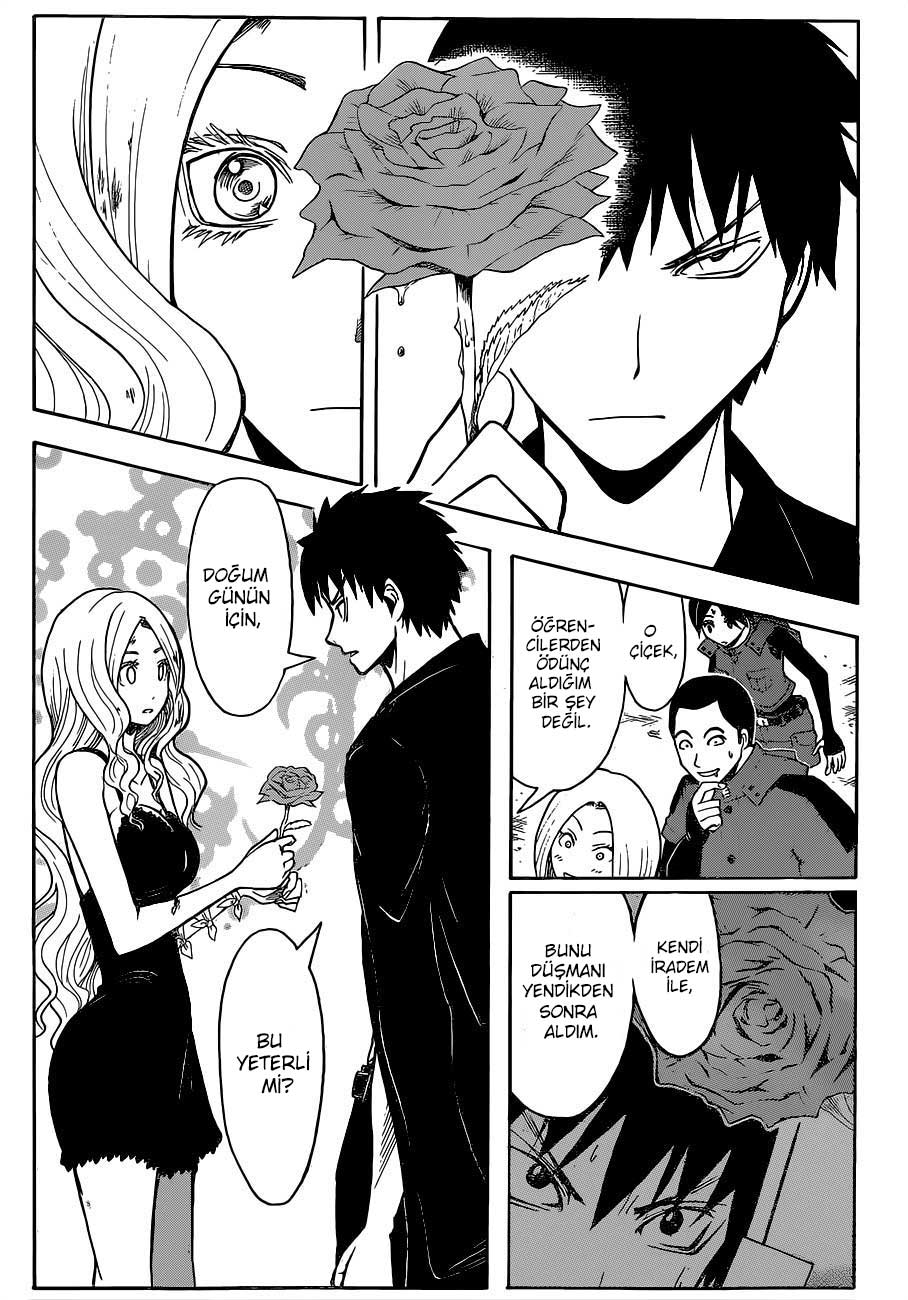 O
ÇİÇEK,
ÖĞREN-
CİLERDEN
ÖDÜNÇ
ALDIĞIM
BİR ŞEY
DEĞİL.
KENDİ
İRADEM
İLE,
BUNU
DÜŞMANI
YENDİKDEN
SONRA
ALDIM.
DOĞUM
GÜNÜN
İÇİN,
BU
YETERLİ
Mİ?